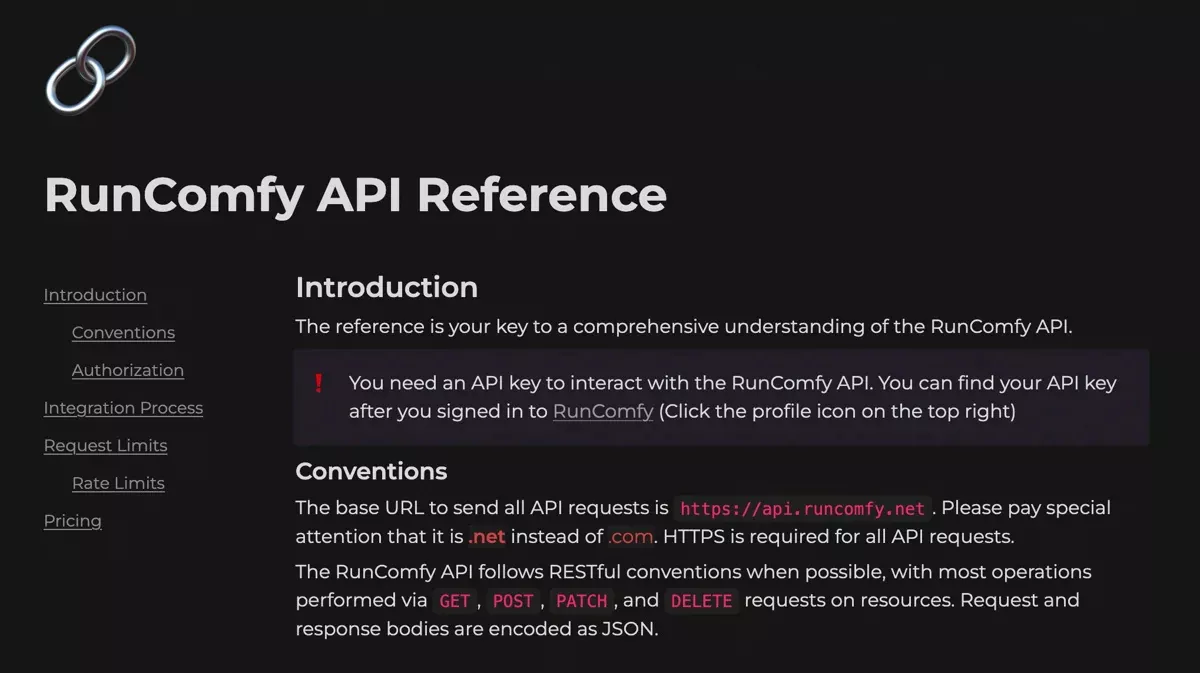 RunComfy API Reference
Introduction
Conventions
Authorization
Integration Process
Request Limits
Rate Limits
Pricing
Introduction
The reference is your key to a comprehensive understanding of the RunComfy API.
❗ You need an API key to interact with the RunComfy API. You can find your API key
after you signed in to RunComfy (Click the profile icon on the top right)
Conventions
The base URL to send all API requests is https://api.runcomfy.net . Please pay special
attention that it is .net instead of .com. HTTPS is required for all API requests.
The RunComfy API follows RESTful conventions when possible, with most operations
performed via GET , POST , PATCH , and DELETE requests on resources. Request and
response bodies are encoded as JSON.